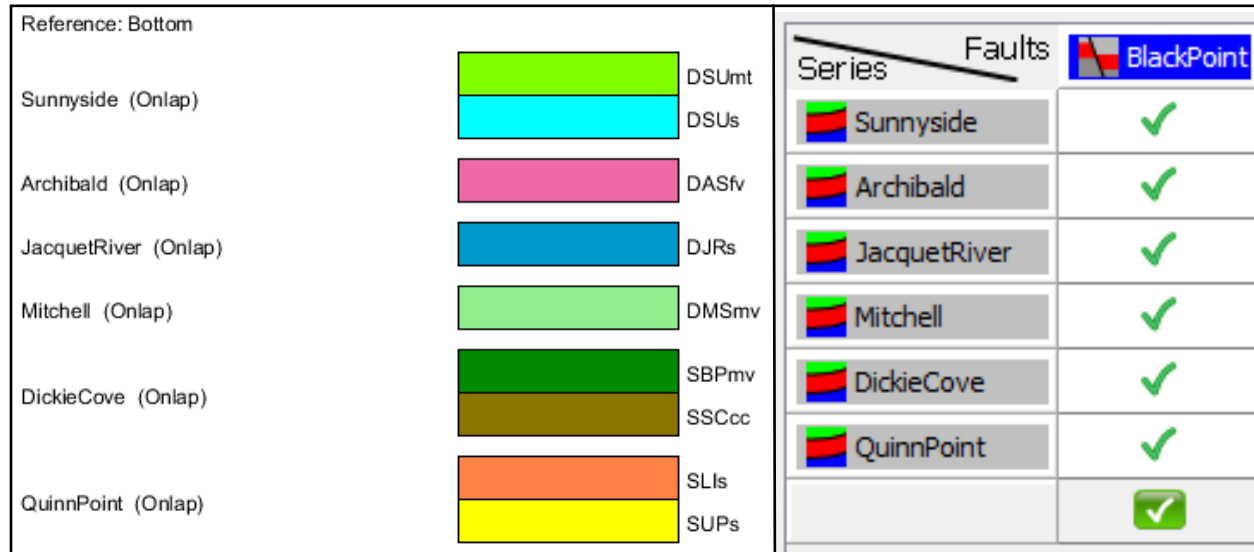 Reference: Bottom
Sunnyside (Onlap)
DSUmt
DSUs
Archibald (Onlap)
DASfv
JacquetRiver (Onlap)
DJRs
Mitchell (Onlap)
DMSmv
DickieCove (Onlap)
SBPmv
SSCcc
QuinnPoint (Onlap)
SLIs
SUPs
Series Faults BlackPoint
Sunnyside
Archibald
JacquetRiver
Mitchell
DickieCove
QuinnPoint